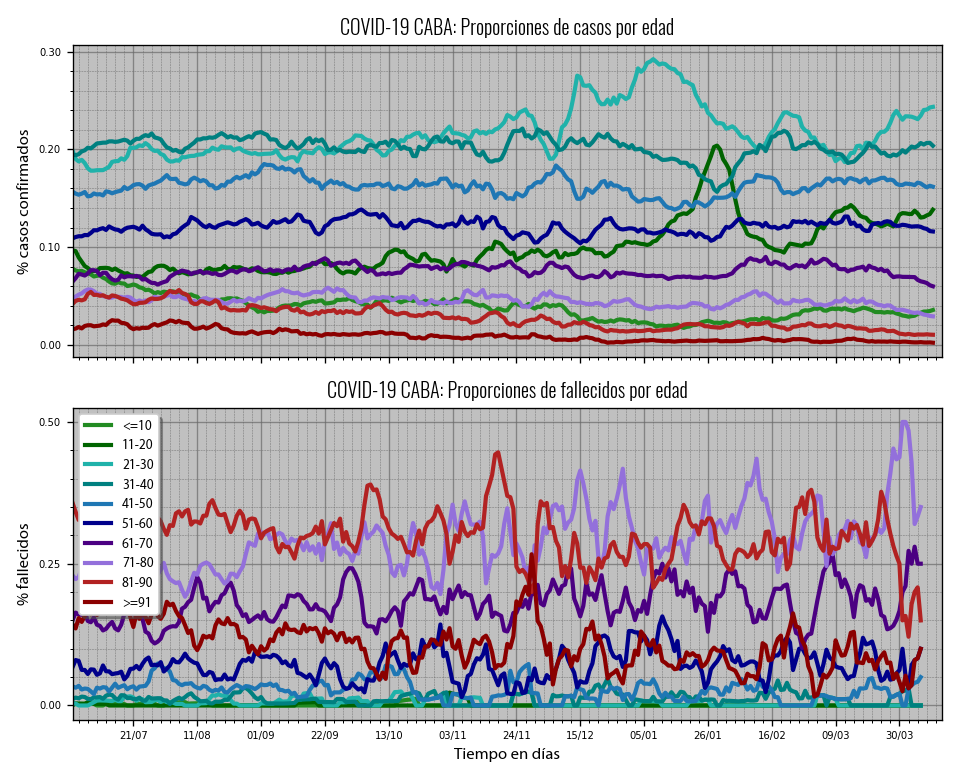 COVID-19 CABA: Proporciones de casos por edad
% casos confirmados
0.30
0.20
0.10
0.00
COVID-19 CABA: Proporciones de fallecidos por edad
% fallecidos
0.50
0.25
0.00
<=10
11-20
21-30
31-40
41-50
51-60
61-70
71-80
81-90
>=91
21/07 11/08 01/09 22/09 13/10 03/11 24/11 15/12 05/01 26/01 16/02 09/03 30/03
Tiempo en días